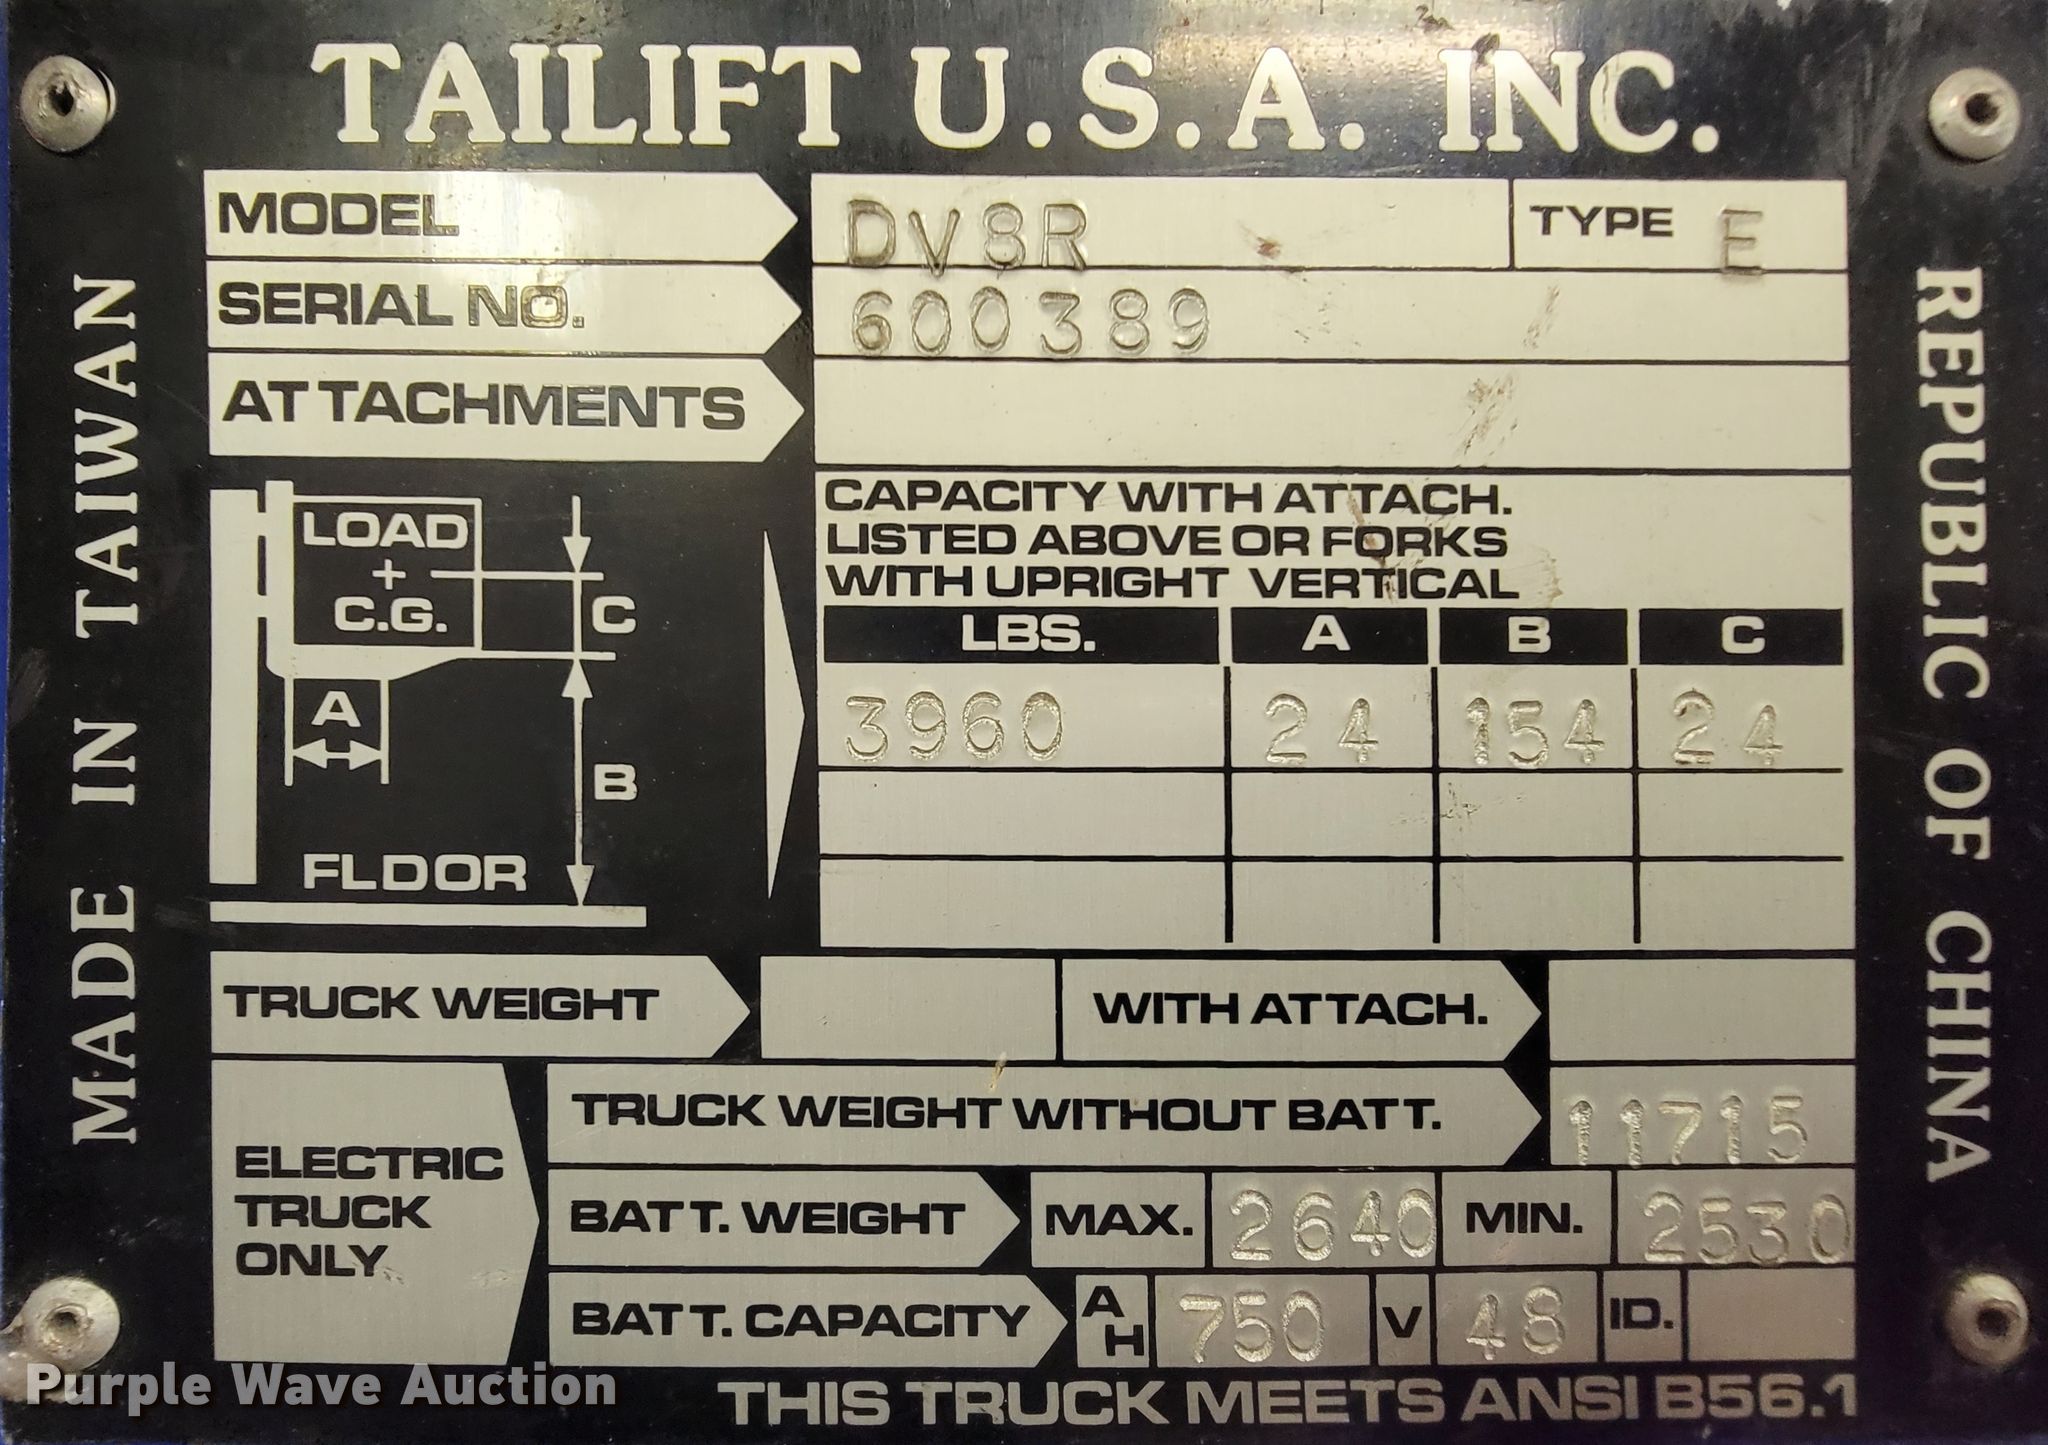 TAILIFT U.S.A. INC.
MADE IN TAIWAN
REPUBLIC OF CHINA
MODEL DV8R TYPE E
SERIAL NO. 600389
ATTACHMENTS
LOAD
+
C.G.
C
A
B
FLDOR
CAPACITY WITH ATTACH.
LISTED ABOVE OR FORKS
WITH UPRIGHT VERTICAL
LBS. A B C
3960 24 154 24
TRUCK WEIGHT WITH ATTACH.
ELECTRIC
TRUCK
ONLY
TRUCK WEIGHT WITHOUT BATT. 11715
BATT. WEIGHT MAX. 2640 MIN. 2530
BATT. CAPACITY AH 750 V 48 ID.
THIS TRUCK MEETS ANSI B56.1
Purple Wave Auction